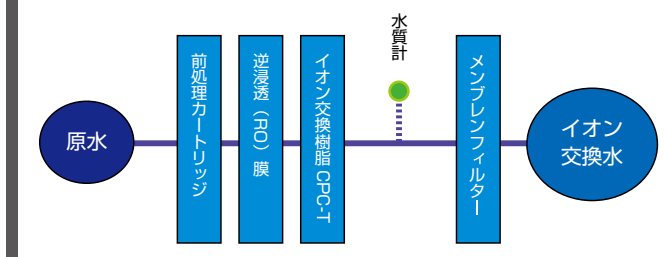 原水
前処理カートリッジ
逆浸透（RO）膜
イオン交換樹脂 CPC-T
水質計
メンブレンフィルター
イオン
交換水